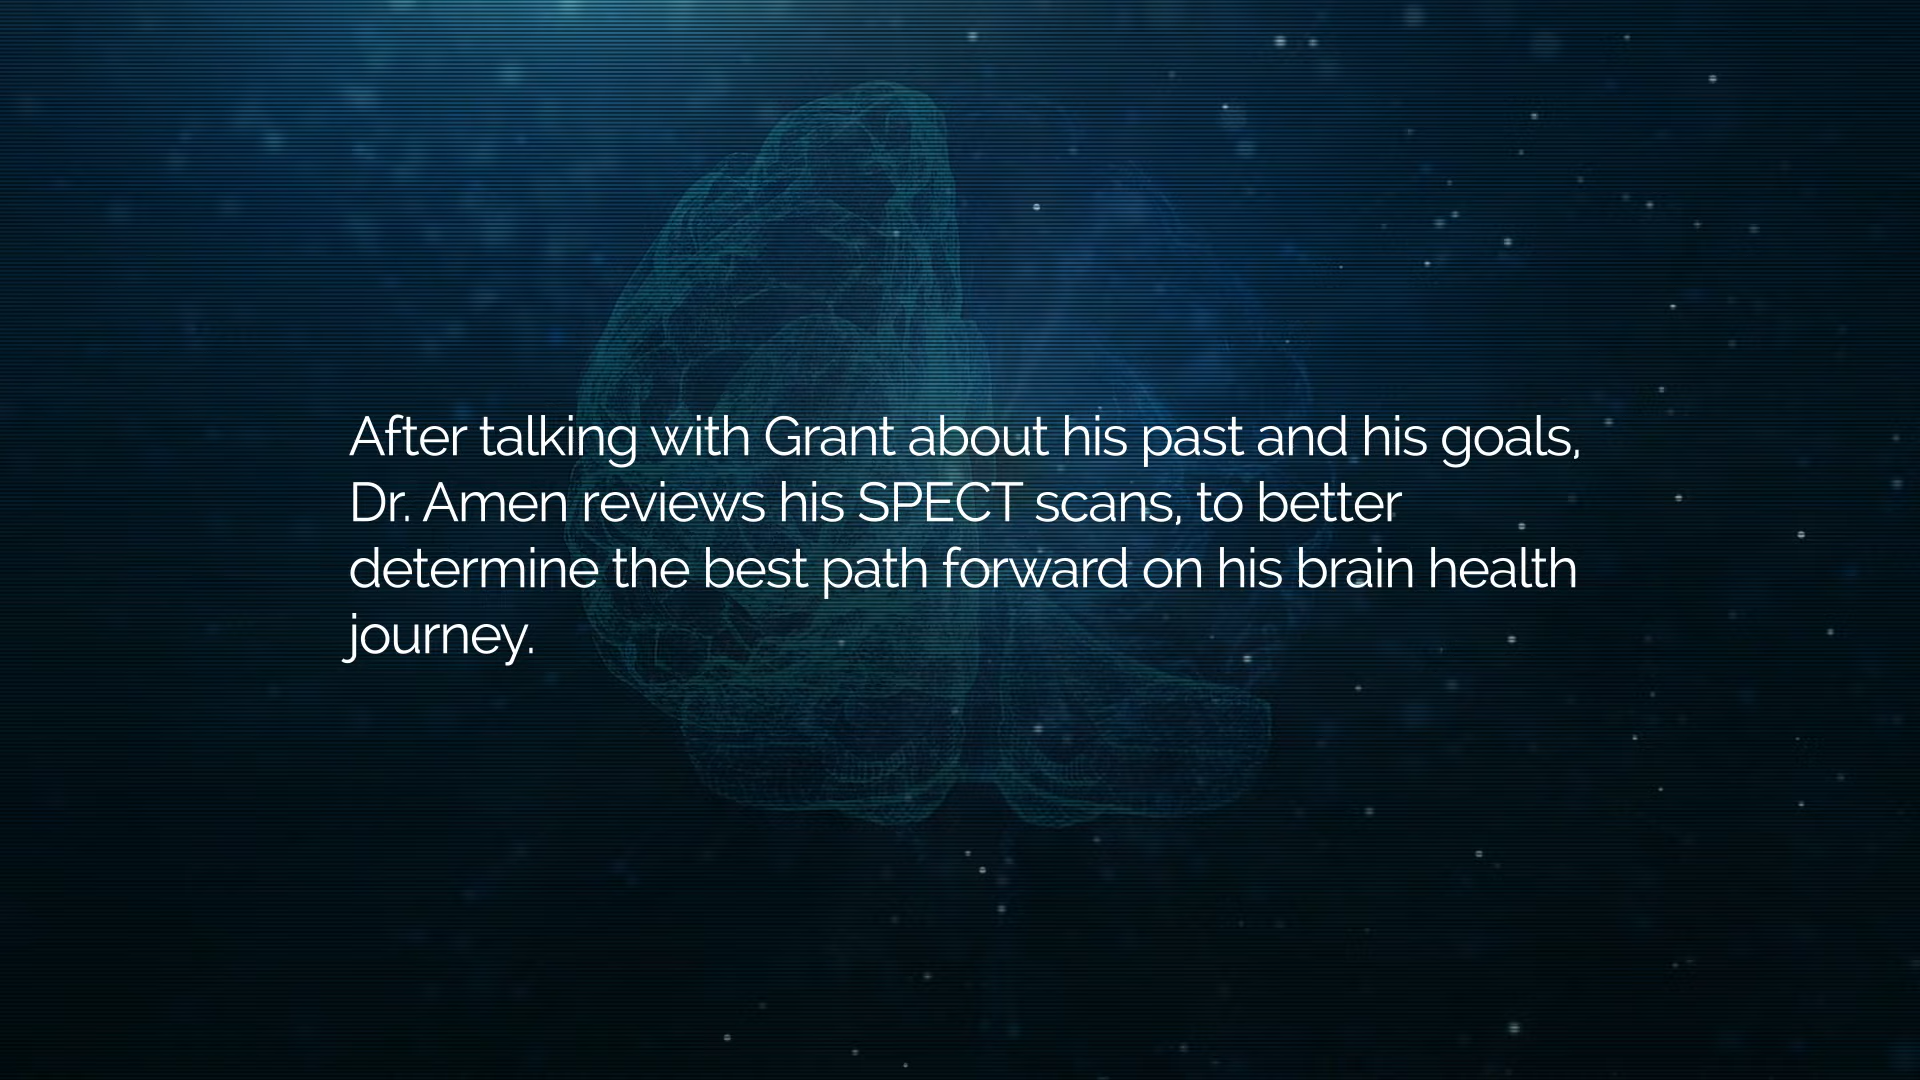 After talking with Grant about his past and his goals,
Dr. Amen reviews his SPECT scans, to better
determine the best path forward on his brain health
journey.